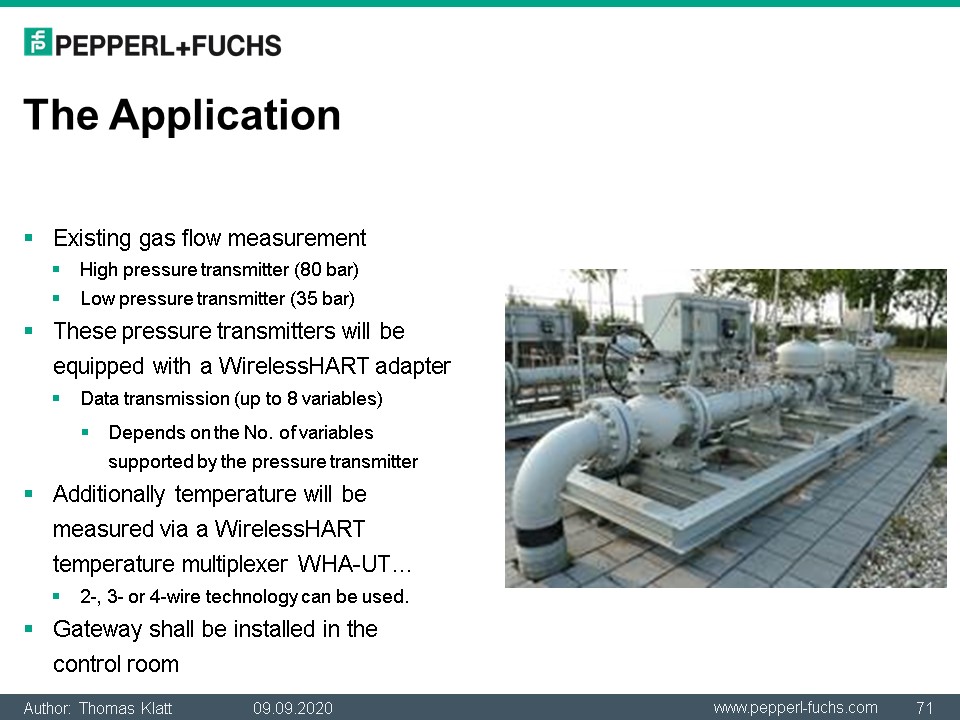 PEPPERL+FUCHS
The Application
Existing gas flow measurement
High pressure transmitter (80 bar)
Low pressure transmitter (35 bar)
These pressure transmitters will be
equipped with a WirelessHART adapter
Data transmission (up to 8 variables)
Depends on the No. of variables
supported by the pressure transmitter
Additionally temperature will be
measured via a WirelessHART
temperature multiplexer WHA-UT…
2-, 3- or 4-wire technology can be used.
Gateway shall be installed in the
control room
Author: Thomas Klatt 09.09.2020 www.pepperl-fuchs.com 71